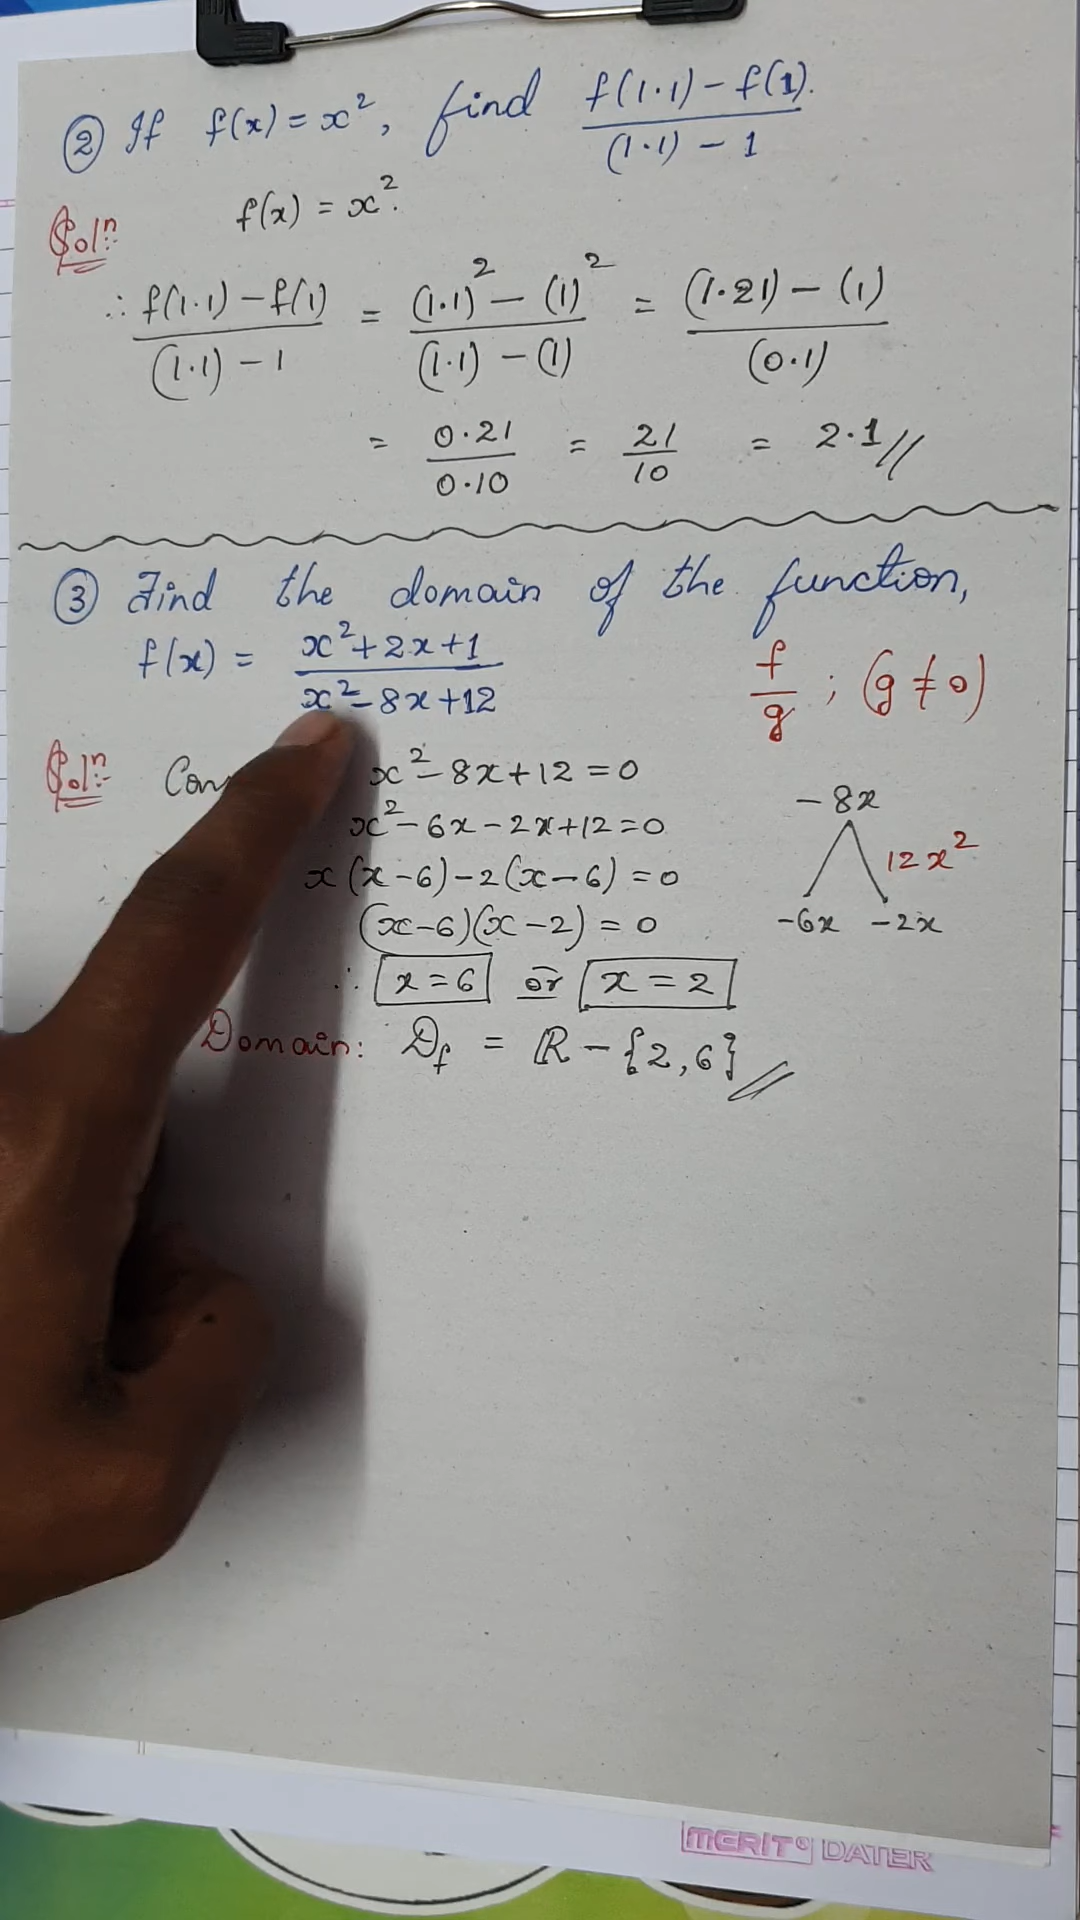 ② If f(x) = x², find f(1·1) – f(1). / (1·1) – 1
Solⁿ:-
f(x) = x².
∴ f(1·1) – f(1) / (1·1) – 1 = (1·1)² – (1)² / (1·1) – (1) = (1·21) – (1) / (0·1)
= 0·21 / 0·10 = 21 / 10 = 2·1 //
③ Find the domain of the function,
f(x) = x² + 2x + 1 / x² – 8x + 12
f / g ; (g ≠ 0)
Solⁿ:-
x² – 8x + 12 = 0
x² – 6x – 2x + 12 = 0
x(x – 6) – 2(x – 6) = 0
(x – 6)(x – 2) = 0
∴ x = 6 or x = 2
– 8x
12x²
–6x –2x
Domain: D_f = ℝ – {2, 6} //
MERIT® DATER